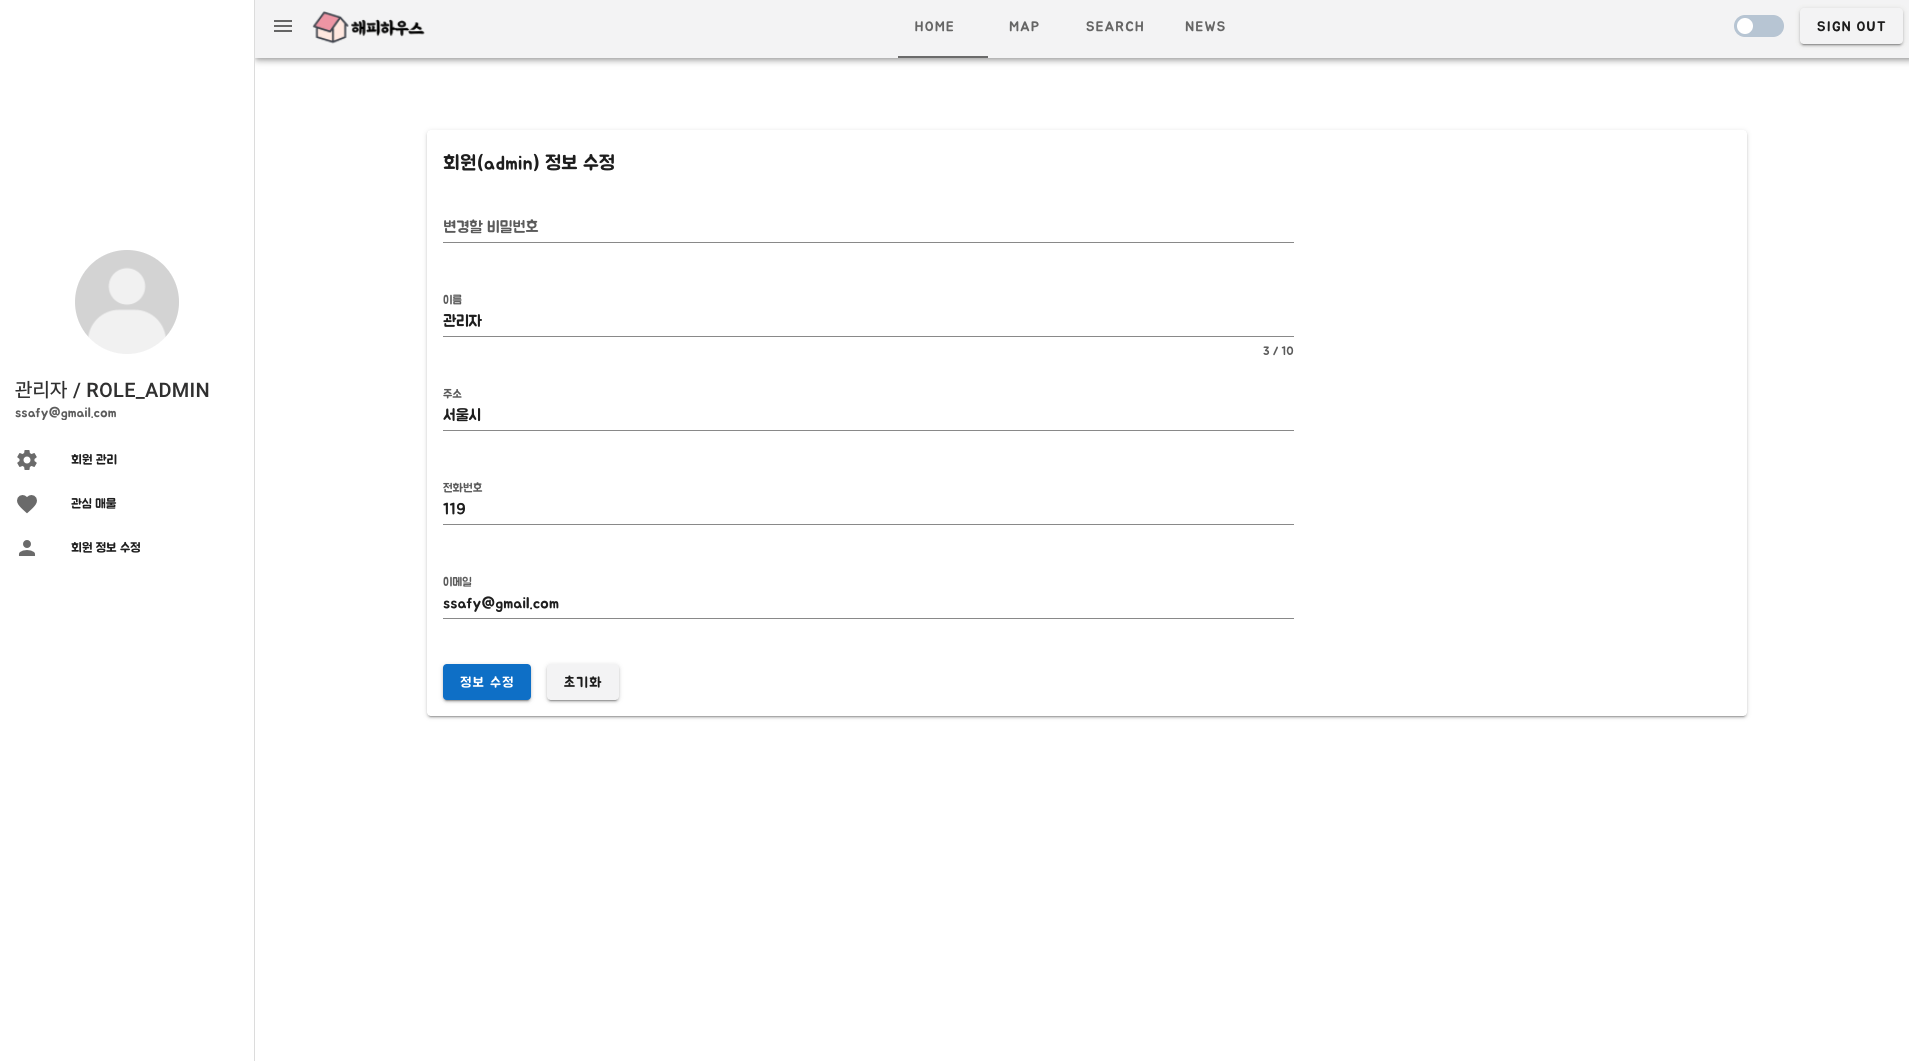 해피하우스
HOME MAP SEARCH NEWS
SIGN OUT
관리자 / ROLE_ADMIN
ssafy@gmail.com
회원 관리
관심 매물
회원 정보 수정
회원(admin) 정보 수정
변경할 비밀번호
이름
관리자
3 / 10
주소
서울시
전화번호
119
이메일
ssafy@gmail.com
정보 수정 초기화